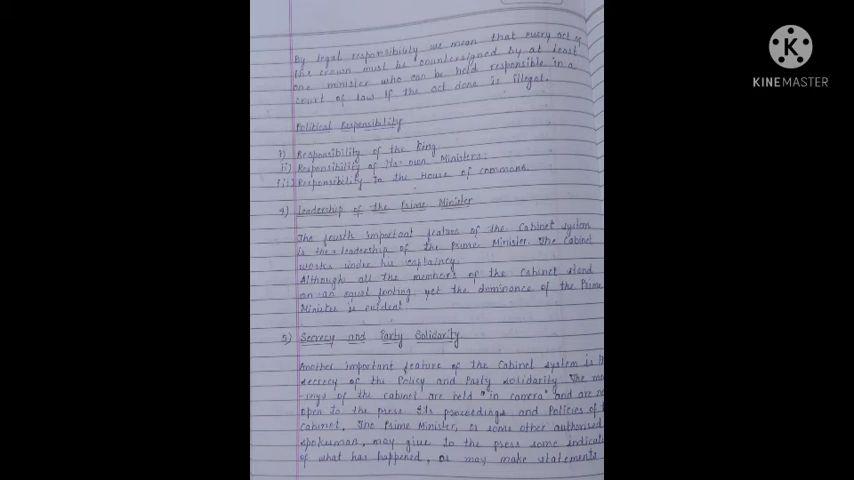 By legal responsibility we mean that every act of
the crown must be countersigned by at least
one minister who can be held responsible in a
court of law if the act done is illegal.
Political Responsibility
i) Responsibility of the King
ii) Responsibility of own Ministers.
iii) Responsibility to the House of commons.
4) Leadership of the Prime Minister
The fourth important feature of the Cabinet system
is the leadership of the Prime Minister. The Cabinet
works under his captaincy.
Although all the members of the Cabinet stand
on an equal footing yet the dominance of the Prime
Minister is evident.
5) Secrecy and Party Solidarity
Another important feature of the Cabinet system is
secrecy of the Policy and Party solidarity. The
ings of the cabinet are held "in camera" and are
open to the press its proceedings and Policies of
cabinet. The Prime Minister, or some other authorised
spokesman, may give to the press some
of what has happened, or may make statements
KINEMASTER